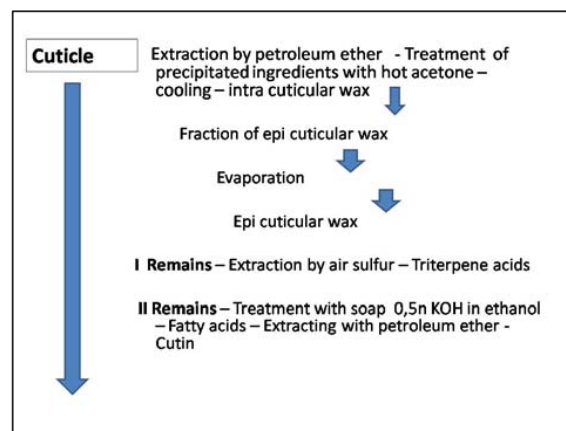 Cuticle
Extraction by petroleum ether - Treatment of
precipitated ingredients with hot acetone –
cooling – intra cuticular wax
Fraction of epi cuticular wax
Evaporation
Epi cuticular wax
I Remains – Extraction by air sulfur – Triterpene acids
II Remains – Treatment with soap 0,5n KOH in ethanol
– Fatty acids – Extracting with petroleum ether -
Cutin